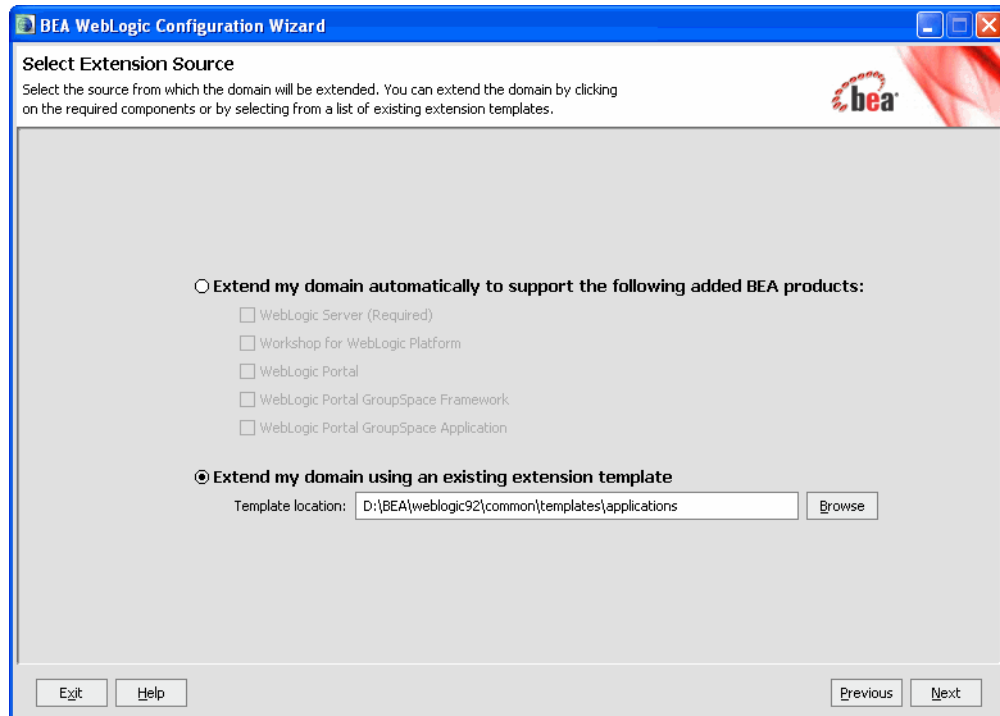 BEA WebLogic Configuration Wizard
Select Extension Source
Select the source from which the domain will be extended. You can extend the domain by clicking
on the required components or by selecting from a list of existing extension templates.
bea
Extend my domain automatically to support the following added BEA products:
WebLogic Server (Required)
Workshop for WebLogic Platform
WebLogic Portal
WebLogic Portal GroupSpace Framework
WebLogic Portal GroupSpace Application
Extend my domain using an existing extension template
Template location: D:\BEA\weblogic92\common\templates\applications Browse
Exit Help Previous Next